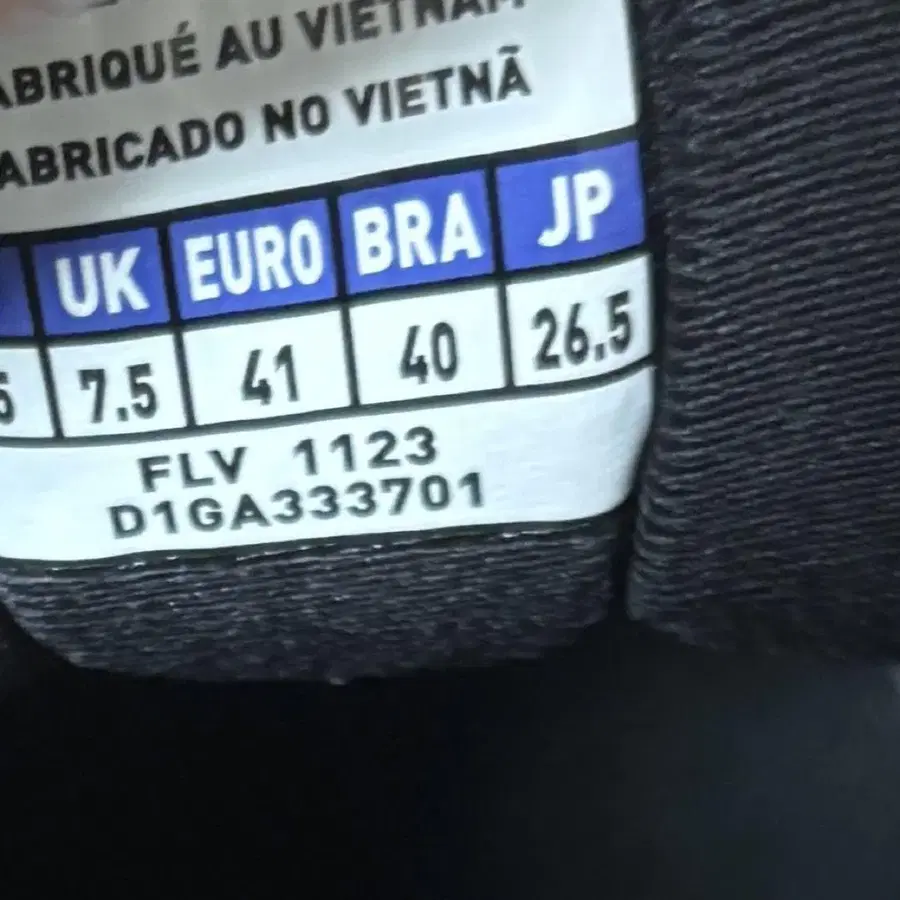 ABRIQUÉ AU VIETNAM
ABRICADO NO VIETNÃ
UK EURO BRA JP
5 7.5 41 40 26.5
FLV 1123
D1GA333701